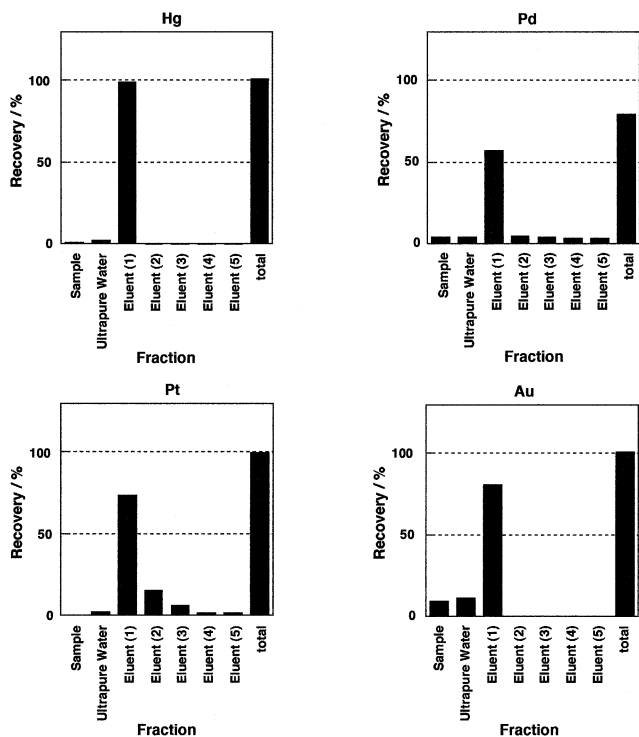 Hg
Recovery / %
100
50
0
Sample
Ultrapure Water
Eluent (1)
Eluent (2)
Eluent (3)
Eluent (4)
Eluent (5)
total
Fraction
Pd
Recovery / %
100
50
0
Sample
Ultrapure Water
Eluent (1)
Eluent (2)
Eluent (3)
Eluent (4)
Eluent (5)
total
Fraction
Pt
Recovery / %
100
50
0
Sample
Ultrapure Water
Eluent (1)
Eluent (2)
Eluent (3)
Eluent (4)
Eluent (5)
total
Fraction
Au
Recovery / %
100
50
0
Sample
Ultrapure Water
Eluent (1)
Eluent (2)
Eluent (3)
Eluent (4)
Eluent (5)
total
Fraction